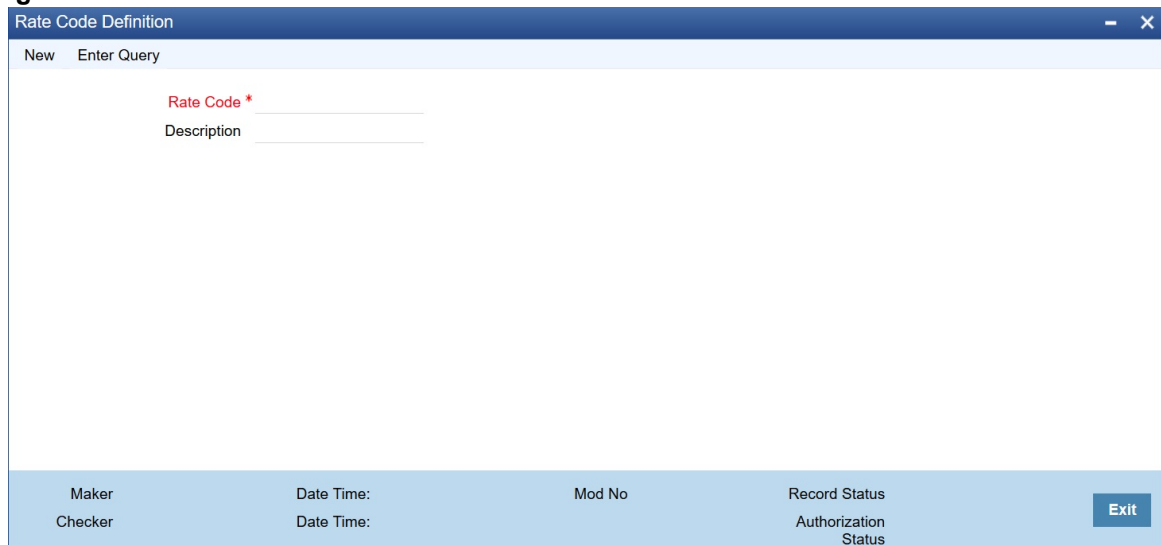 Rate Code Definition
New Enter Query
Rate Code *
Description
Maker Date Time: Mod No Record Status
Exit
Checker Date Time: Authorization
Status